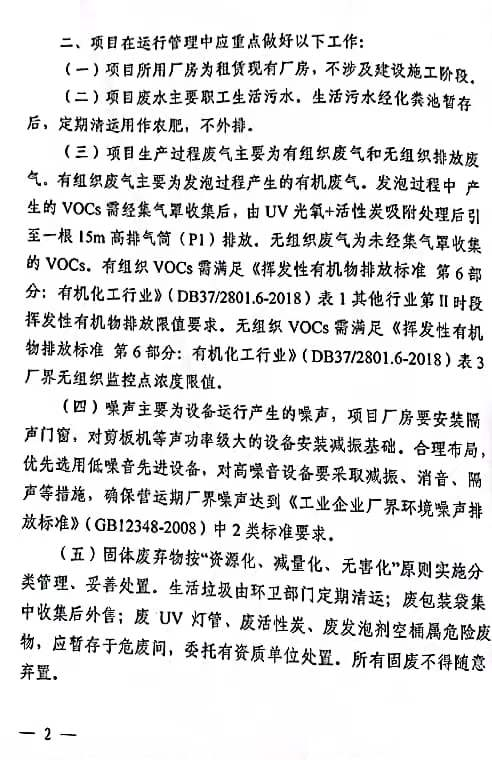 二、项目在运行管理中应重点做好以下工作：
（一）项目所用厂房为租赁现有厂房，不涉及建设施工阶段。
（二）项目废水主要职工生活污水。生活污水经化粪池暂存
后，定期清运用作农肥，不外排。
（三）项目生产过程废气主要为有组织废气和无组织排放废
气。有组织废气主要为发泡过程产生的有机废气。发泡过程中 产
生的 VOCs 需经集气罩收集后，由 UV 光氧+活性炭吸附处理后引
至一根 15m 高排气筒（P1）排放。无组织废气为未经集气罩收集
的 VOCs。有组织 VOCs 需满足《挥发性有机物排放标准 第 6 部
分：有机化工行业》（DB37/2801.6-2018）表 1 其他行业第 II 时段
挥发性有机物排放限值要求。无组织 VOCs 需满足《挥发性有机
物排放标准 第 6 部分：有机化工行业》（DB37/2801.6-2018）表 3
厂界无组织监控点浓度限值。
（四）噪声主要为设备运行产生的噪声，项目厂房要安装隔
声门窗，对剪板机等声功率级大的设备安装减振基础。合理布局，
优先选用低噪音先进设备，对高噪音设备要采取减振、消音、隔
声等措施，确保营运期厂界噪声达到《工业企业厂界环境噪声排
放标准》（GB12348-2008）中 2 类标准要求。
（五）固体废弃物按“资源化、减量化、无害化”原则实施分
类管理、妥善处置。生活垃圾由环卫部门定期清运；废包装袋集
中收集后外售；废 UV 灯管、废活性炭、废发泡剂空桶属危险废
物，应暂存于危废间，委托有资质单位处置。所有固废不得随意
弃置。
— 2 —